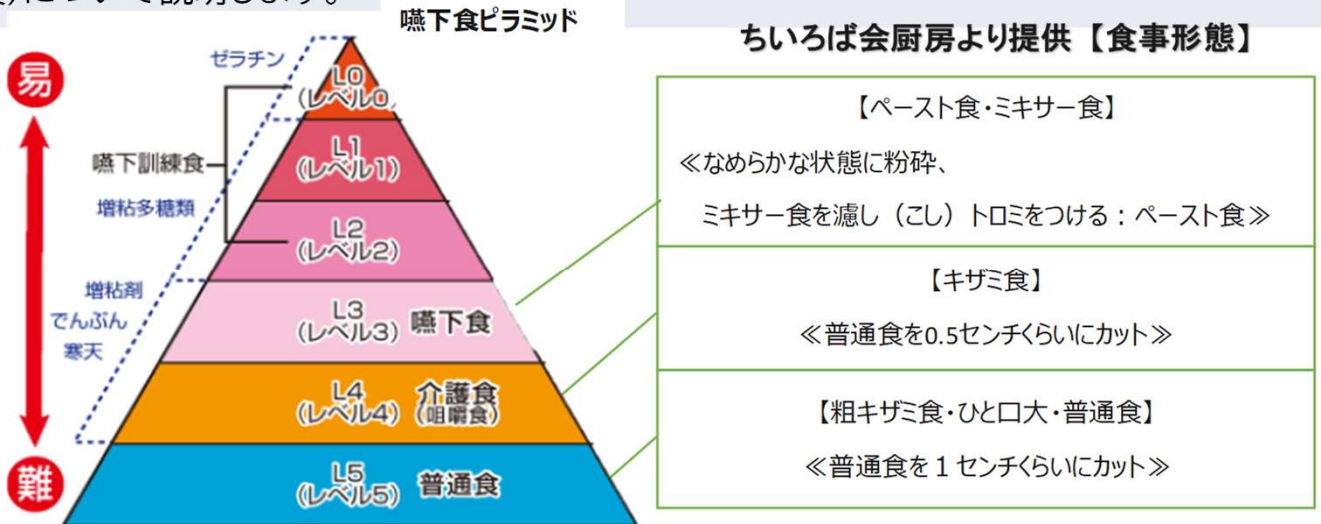 について説明します。
嚥下食ピラミッド
ちいろば会厨房より提供【食事形態】
易
難
ゼラチン
嚥下訓練食
増粘多糖類
増粘剤
でんぷん
寒天
L0
(レベル0)
L1
(レベル1)
L2
(レベル2)
L3
(レベル3)
嚥下食
L4
(レベル4)
介護食
(咀嚼食)
L5
(レベル5)
普通食
【ペースト食・ミキサー食】
≪なめらかな状態に粉砕、
ミキサー食を濾し（こし）トロミをつける：ペースト食≫
【キザミ食】
≪普通食を0.5センチくらいにカット≫
【粗キザミ食・ひと口大・普通食】
≪普通食を１センチくらいにカット≫